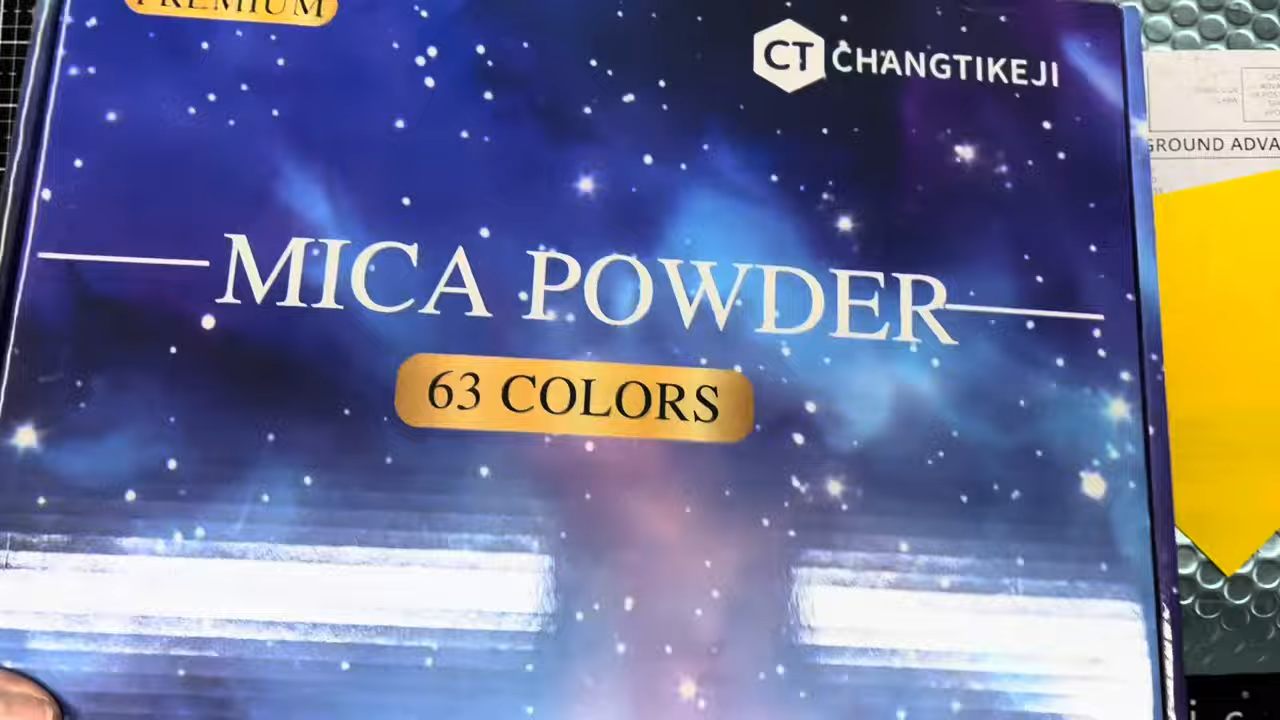 PREMIUM
CT CHANGTIKEJI
MICA POWDER
63 COLORS
GROUND ADVA